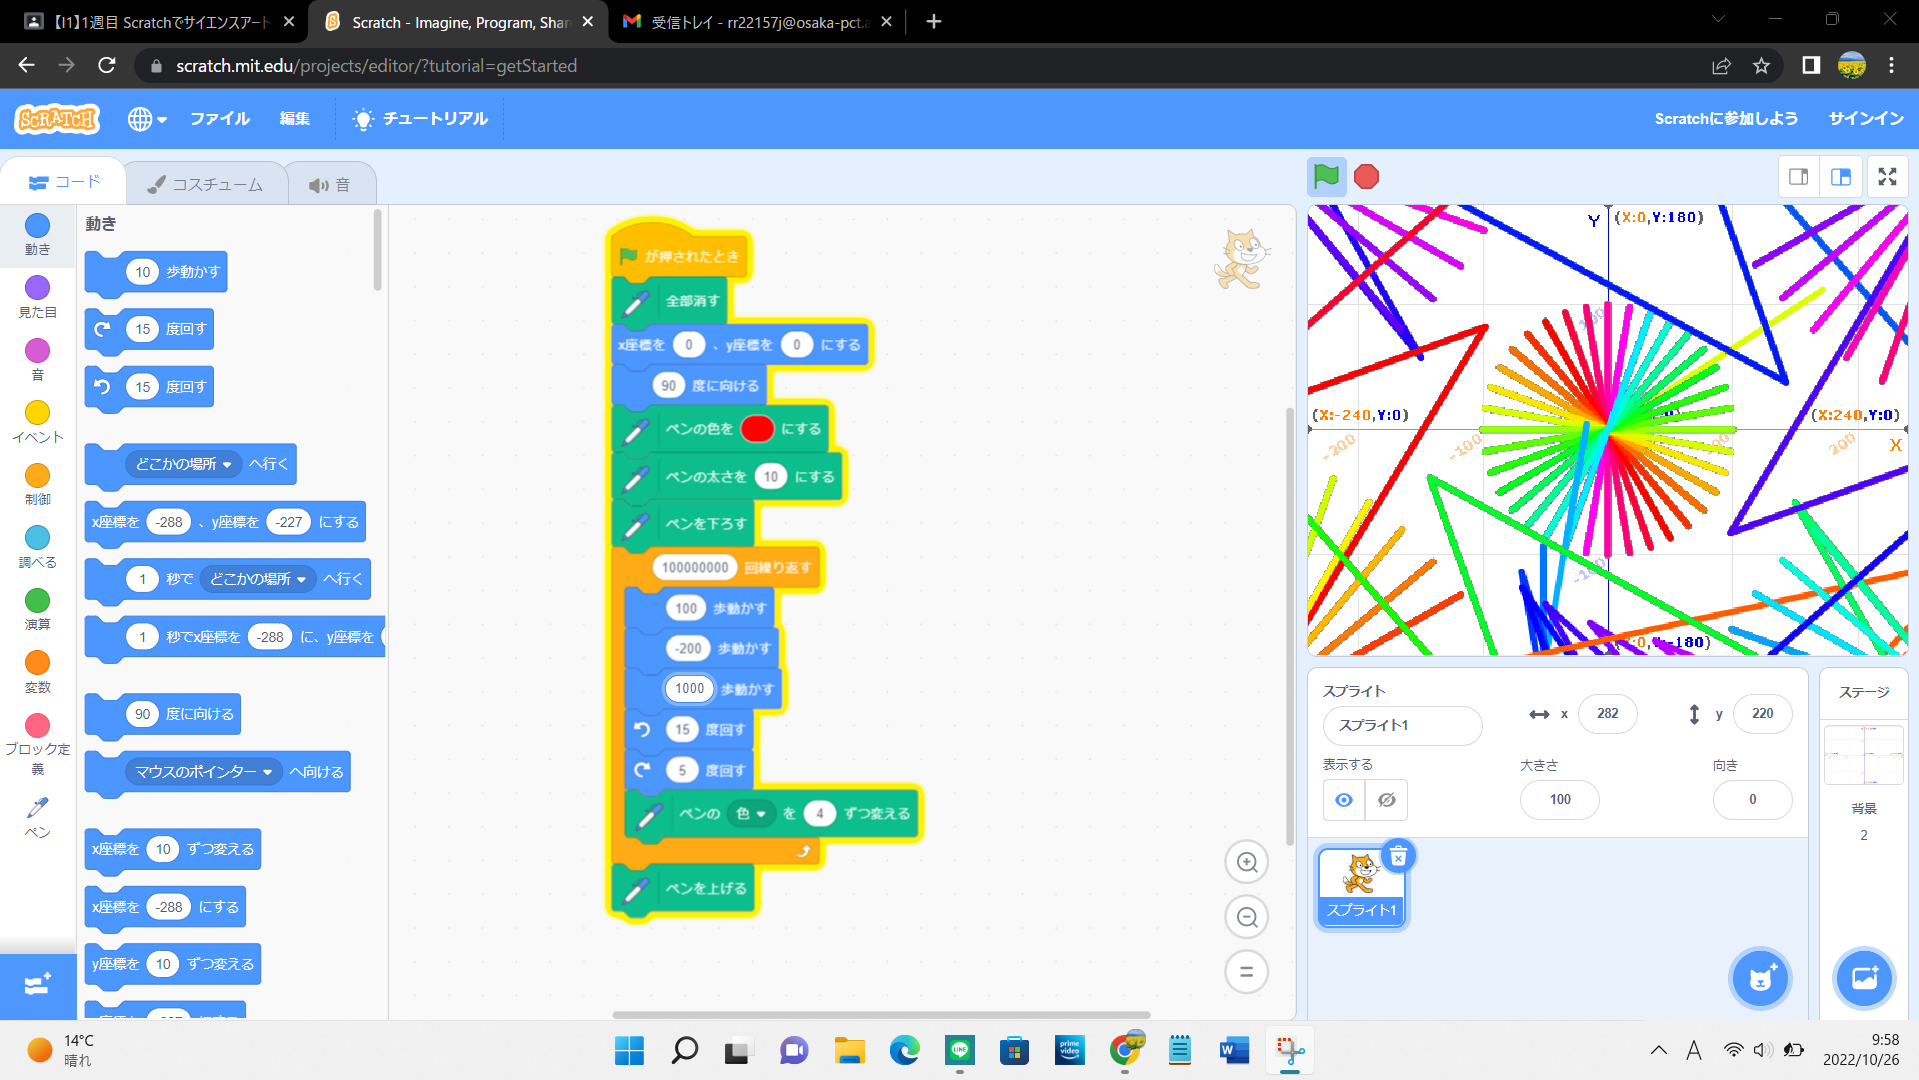 【I1】1週目 Scratchでサイエンスアート
Scratch - Imagine, Program, Shar
受信トレイ - rr22157j@osaka-pct.a
scratch.mit.edu/projects/editor/?tutorial=getStarted
SCRATCH
ファイル
編集
チュートリアル
Scratchに参加しよう
サインイン
コード
コスチューム
音
動き
見た目
音
イベント
制御
調べる
演算
変数
ブロック定
義
ペン
動き
10 歩動かす
15 度回す
15 度回す
どこかの場所 へ行く
x座標を -288 、y座標を -227 にする
1 秒で どこかの場所 へ行く
1 秒でx座標を -288 に、y座標を
90 度に向ける
マウスのポインター へ向ける
x座標を 10 ずつ変える
x座標を -288 にする
y座標を 10 ずつ変える
が押されたとき
全部消す
x座標を 0 、y座標を 0 にする
90 度に向ける
ペンの色を にする
ペンの太さを 10 にする
ペンを下ろす
100000000 回繰り返す
100 歩動かす
-200 歩動かす
1000 歩動かす
15 度回す
5 度回す
ペンの 色 を 4 ずつ変える
ペンを上げる
Y
(X:0,Y:180)
100
(X:-240,Y:0)
(X:240,Y:0)
-200
-100
200
X
-100
スプライト
スプライト1
x 282
y 220
表示する
大きさ
100
向き
0
スプライト1
ステージ
背景
2
14°C
晴れ
LINE
prime video
W
A
9:58
2022/10/26